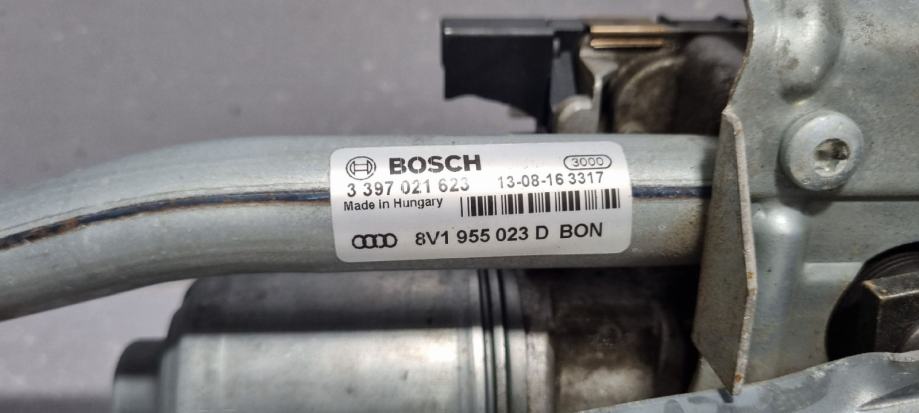 BOSCH 3000
3 397 021 623 13-08-16 3317
Made in Hungary
8V1 955 023 D BON